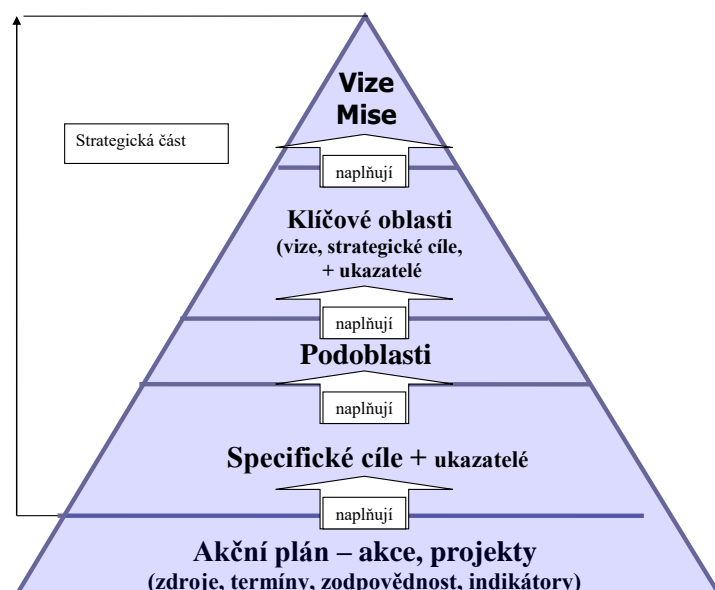 Vize
Mise
Strategická část
naplňují
Klíčové oblasti
(vize, strategické cíle,
+ ukazatelé
naplňují
Podoblasti
naplňují
Specifické cíle + ukazatelé
naplňují
Akční plán – akce, projekty
(zdroje, termíny, zodpovědnost, indikátory)